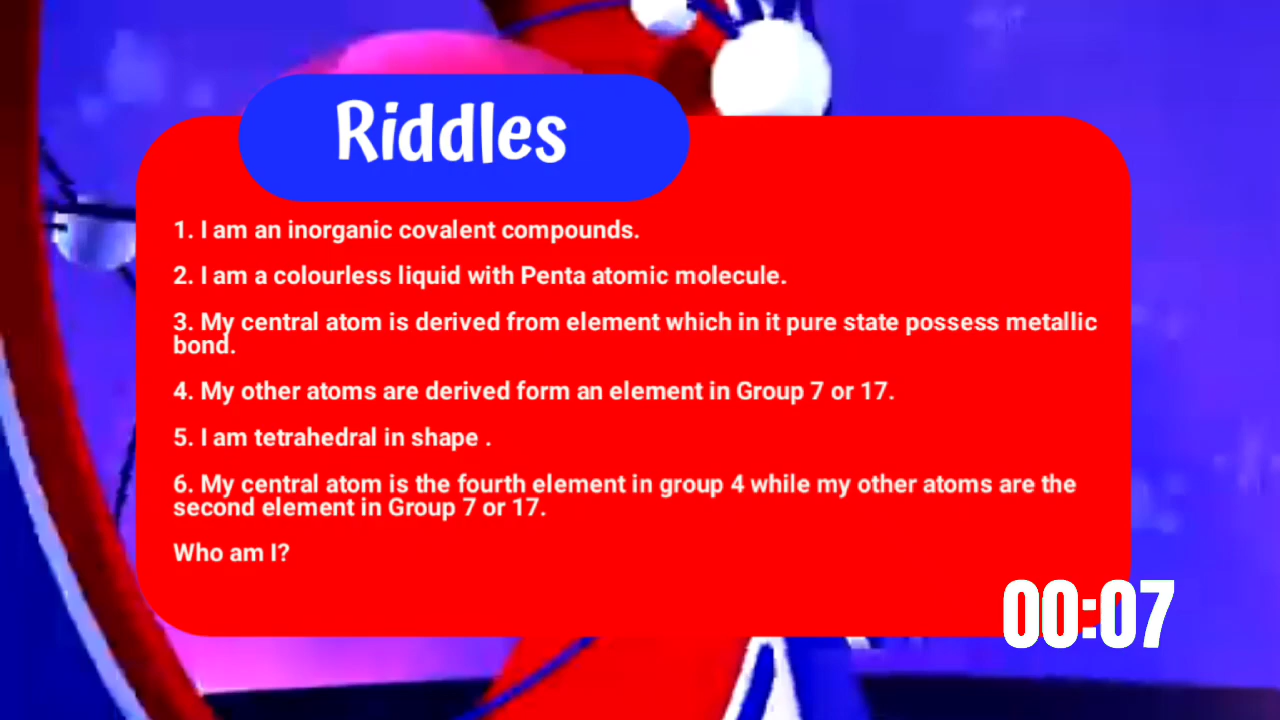 Riddles
1. I am an inorganic covalent compounds.
2. I am a colourless liquid with Penta atomic molecule.
3. My central atom is derived from element which in it pure state possess metallic
bond.
4. My other atoms are derived form an element in Group 7 or 17.
5. I am tetrahedral in shape .
6. My central atom is the fourth element in group 4 while my other atoms are the
second element in Group 7 or 17.
Who am I?
00:07